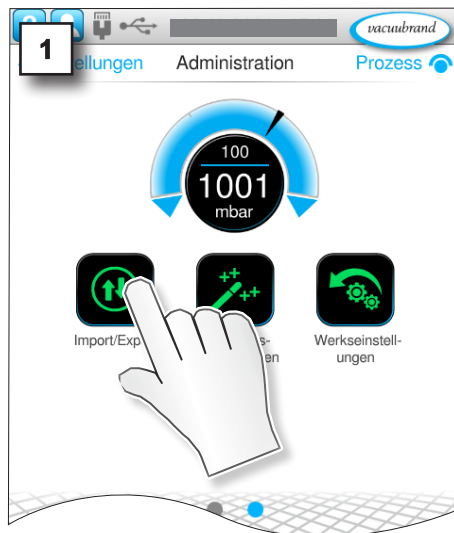 vacuubrand
1
ellungen Administration Prozess
100
1001
mbar
Import/Exp
s-
en
Werkseinstell-
ungen